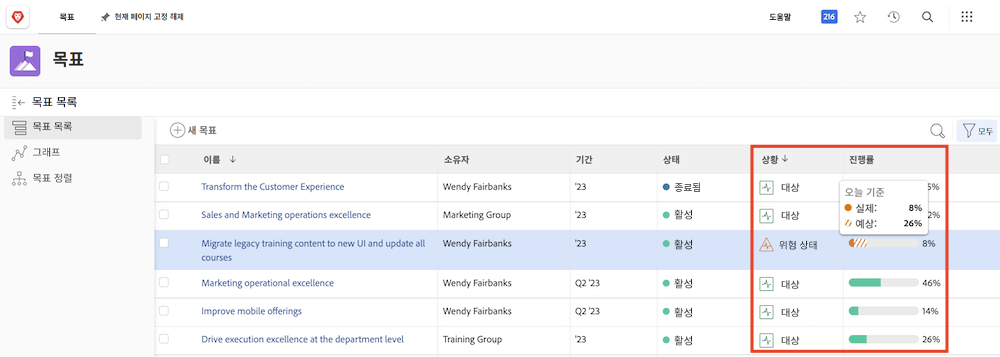 목표
현재 페이지 고정 해제
도움말
216
목표
목표 목록
목표 목록
그래프
목표 정렬
새 목표
모두
이름 ↓ 소유자 기간 상태 상황 ↓ 진행률
Transform the Customer Experience Wendy Fairbanks '23 종료됨 대상
Sales and Marketing operations excellence Marketing Group '23 활성 대상
오늘 기준
실제: 8%
예상: 26%
Migrate legacy training content to new UI and update all
courses
Wendy Fairbanks '23 활성 위험 상태 8%
Marketing operational excellence Wendy Fairbanks Q2 '23 활성 대상 46%
Improve mobile offerings Wendy Fairbanks Q2 '23 활성 대상 14%
Drive execution excellence at the department level Training Group '23 활성 대상 26%